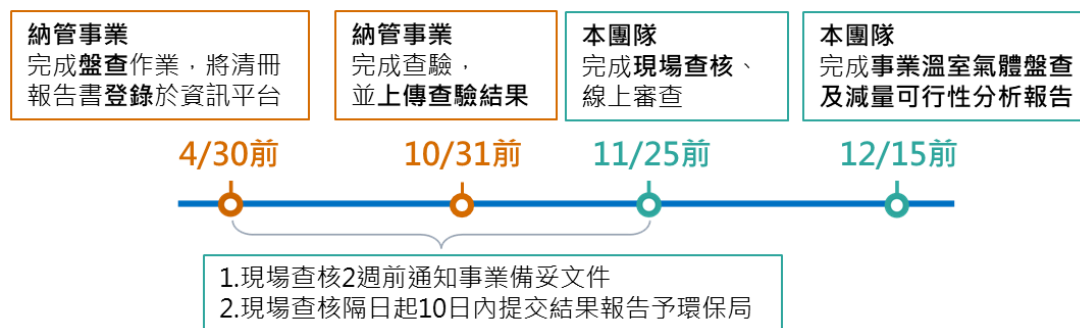 納管事業
完成盤查作業，將清冊
報告書登錄於資訊平台
納管事業
完成查驗，
並上傳查驗結果
本團隊
完成現場查核、
線上審查
本團隊
完成事業溫室氣體盤查
及減量可行性分析報告
4/30前
10/31前
11/25前
12/15前
1.現場查核2週前通知事業備妥文件
2.現場查核隔日起10日內提交結果報告予環保局